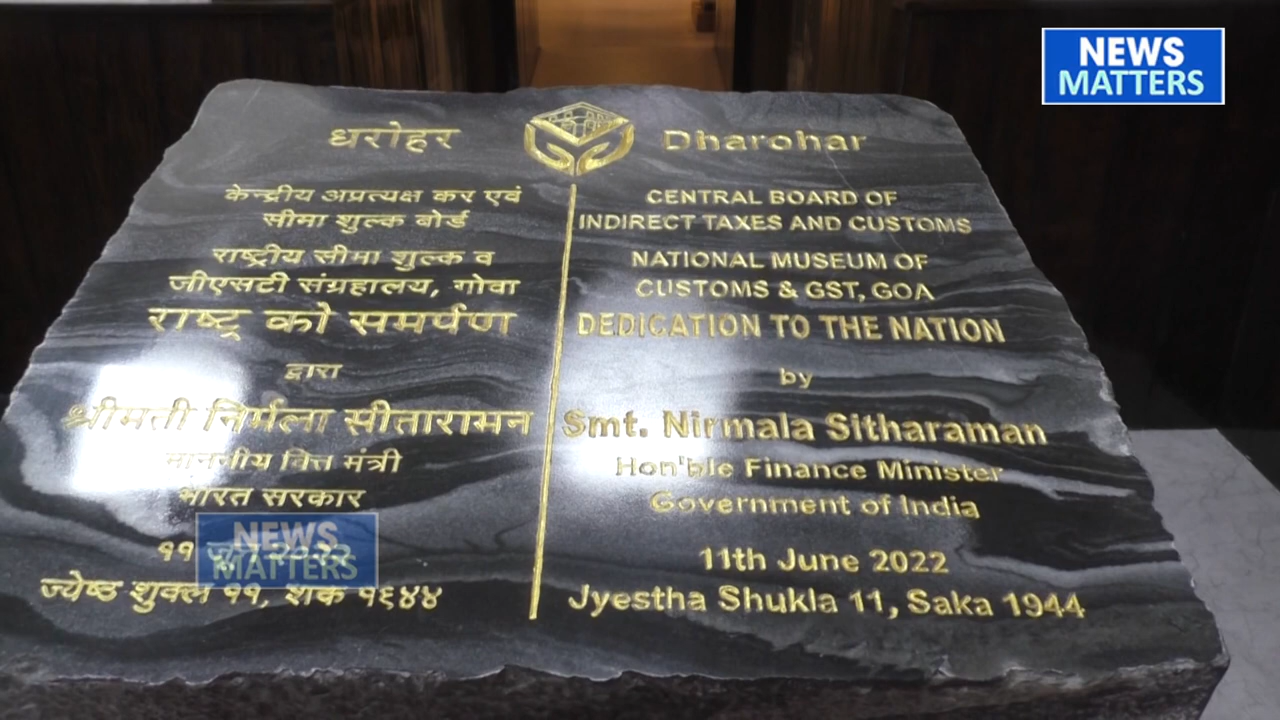 धरोहर
केन्द्रीय अप्रत्यक्ष कर एवं
सीमा शुल्क बोर्ड
राष्ट्रीय सीमा शुल्क व
जीएसटी संग्रहालय, गोवा
राष्ट्र को समर्पण
द्वारा
श्रीमती निर्मला सीतारामन
माननीय वित्त मंत्री
भारत सरकार
११ जून २०२२
ज्येष्ठ शुक्ल ११, शक १६४४
Dharohar
CENTRAL BOARD OF
INDIRECT TAXES AND CUSTOMS
NATIONAL MUSEUM OF
CUSTOMS & GST, GOA
DEDICATION TO THE NATION
by
Smt. Nirmala Sitharaman
Hon'ble Finance Minister
Government of India
11th June 2022
Jyestha Shukla 11, Saka 1944
NEWS
MATTERS
NEWS
MATTERS